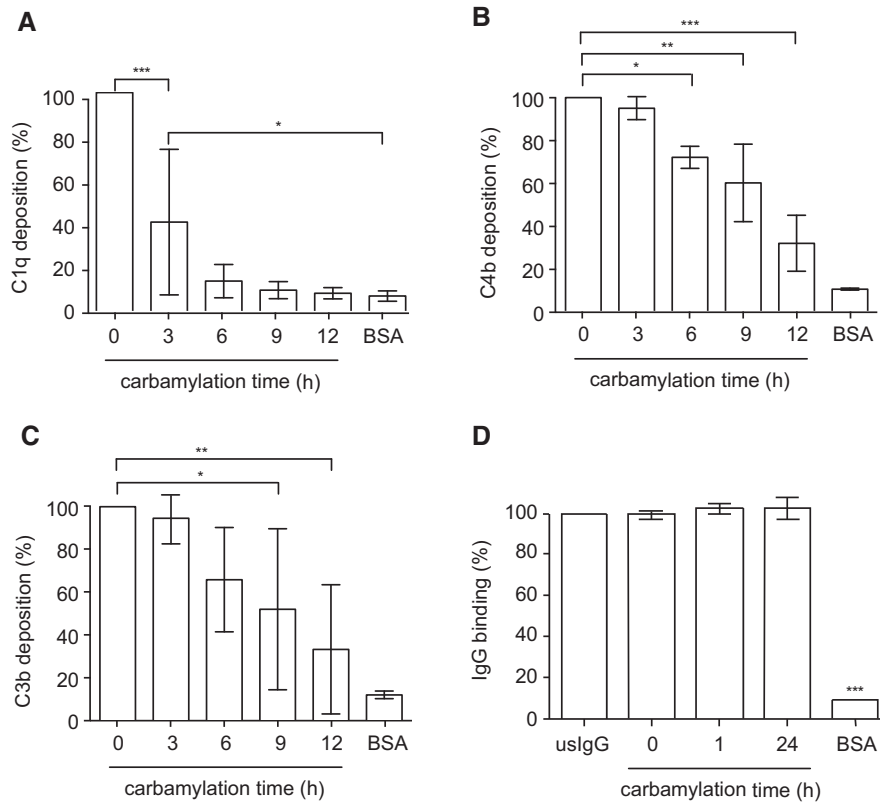 A
***
*
C1q deposition (%)
100
80
60
40
20
0
0 3 6 9 12 BSA
carbamylation time (h)
B
***
**
*
C4b deposition (%)
100
80
60
40
20
0
0 3 6 9 12 BSA
carbamylation time (h)
C
**
*
C3b deposition (%)
100
80
60
40
20
0
0 3 6 9 12 BSA
carbamylation time (h)
D
IgG binding (%)
100
80
60
40
20
0
***
usIgG 0 1 24 BSA
carbamylation time (h)